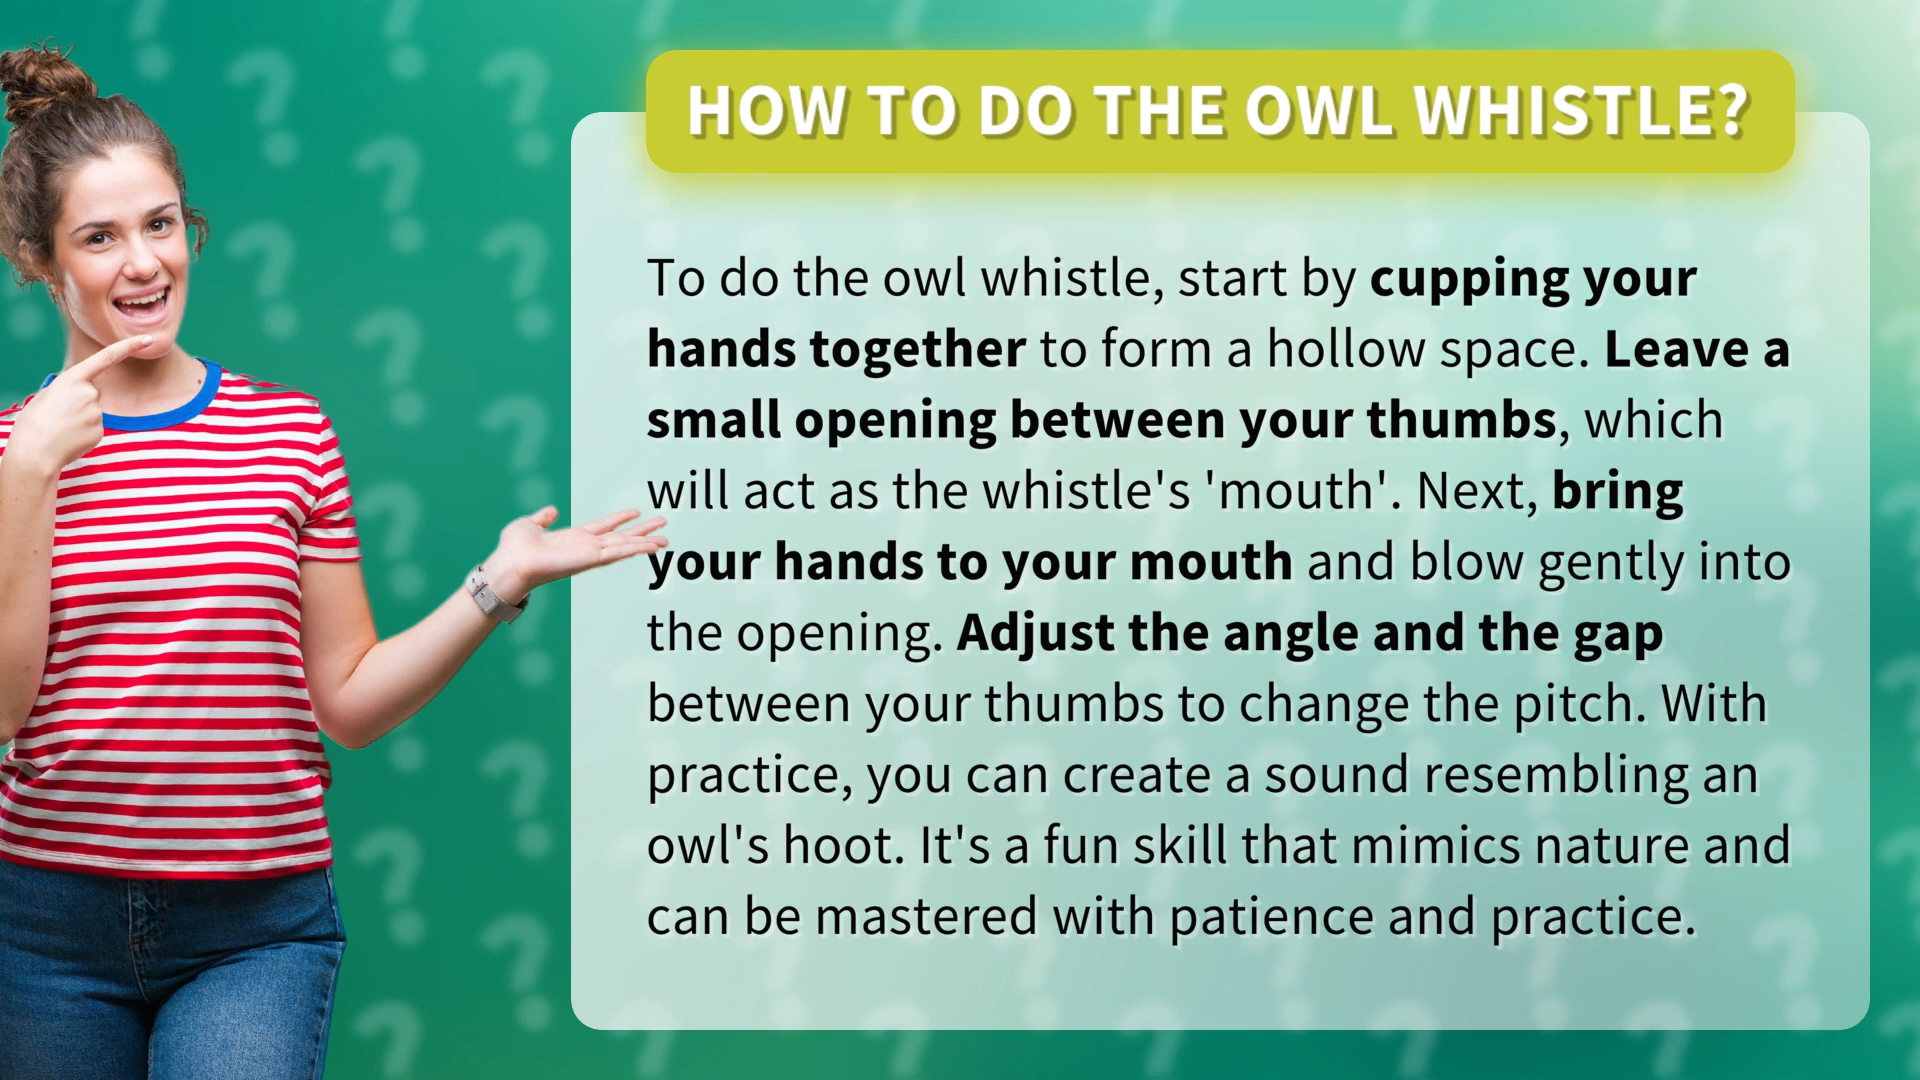 HOW TO DO THE OWL WHISTLE?
To do the owl whistle, start by cupping your
hands together to form a hollow space. Leave a
small opening between your thumbs, which
will act as the whistle's 'mouth'. Next, bring
your hands to your mouth and blow gently into
the opening. Adjust the angle and the gap
between your thumbs to change the pitch. With
practice, you can create a sound resembling an
owl's hoot. It's a fun skill that mimics nature and
can be mastered with patience and practice.